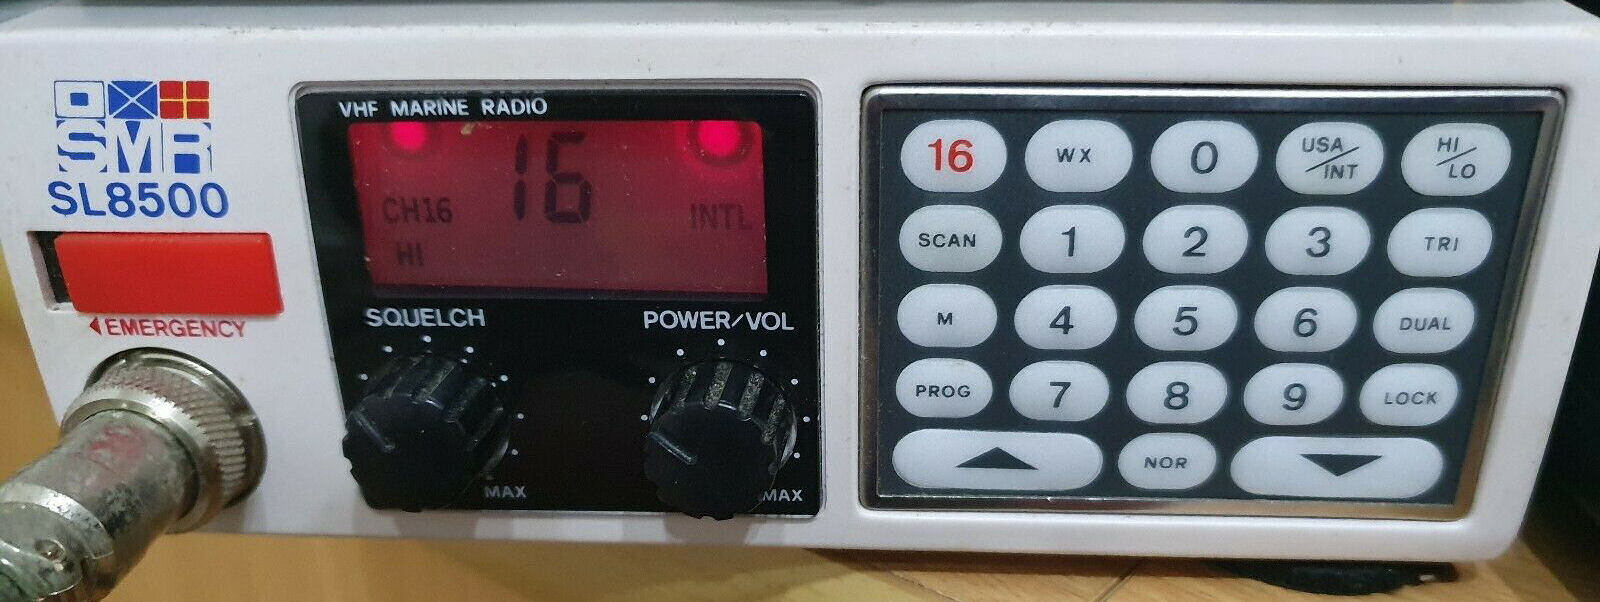 SMR
SL8500
EMERGENCY
VHF MARINE RADIO
16
CH16
INTL
HI
SQUELCH
POWER/VOL
MAX
MAX
16 WX 0 USA/INT HI/LO
SCAN 1 2 3 TRI
M 4 5 6 DUAL
PROG 7 8 9 LOCK
NOR